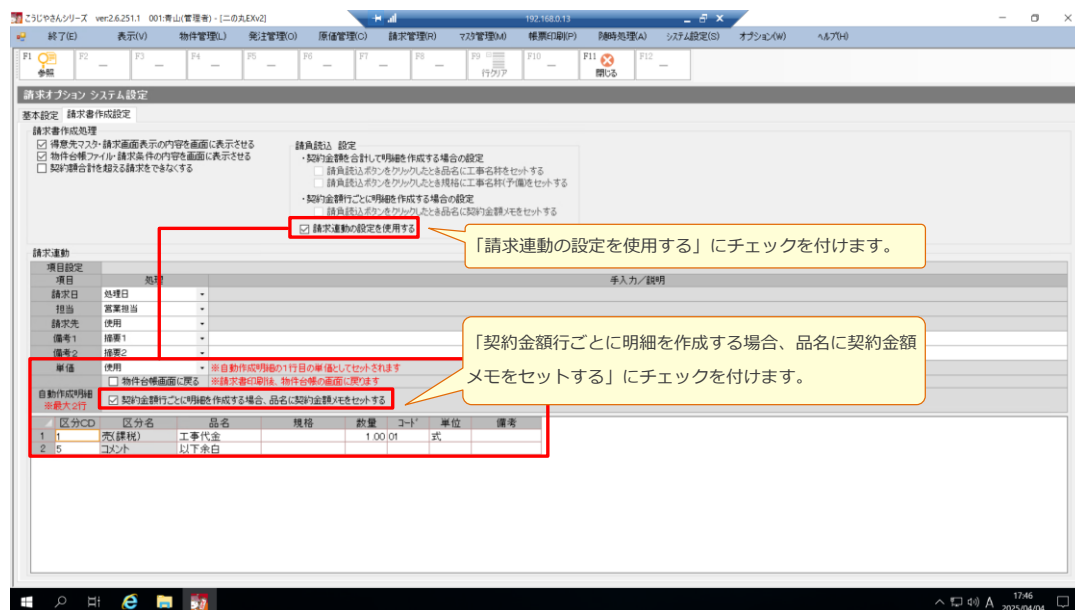 こうじやさんシリーズ ver.2.6.251.1 001:青山(管理者) - [二の丸EXv2]
192.168.0.13
終了(E) 表示(V) 物件管理(L) 発注管理(O) 原価管理(C) 請求管理(R) マスタ管理(M) 帳票印刷(P) 随時処理(A) システム設定(S) オプション(W) ヘルプ(H)
F1 F2 F3 F4 F5 F6 F7 F8 F9 F10 F11 F12
参照 行クリア 閉じる
請求オプション システム設定
基本設定 請求書作成設定
請求書作成処理
得意先マスタ・請求画面表示の内容を画面に表示させる
物件台帳ファイル・請求条件の内容を画面に表示させる
契約額合計を超える請求をできなくする
請負読込 設定
・契約金額を合計して明細を作成する場合の設定
請負読込ボタンをクリックしたとき品名に工事名称をセットする
請負読込ボタンをクリックしたとき規格に工事名称(予備)をセットする
・契約金額行ごとに明細を作成する場合の設定
請負読込ボタンをクリックしたとき品名に契約金額メモをセットする
請求連動の設定を使用する
「請求連動の設定を使用する」にチェックを付けます。
請求連動
項目設定
項目 処理 手入力/説明
請求日 処理日
担当 営業担当
請求先 使用
備考1 摘要1
備考2 摘要2
単価 使用 ※自動作成明細の1行目の単価としてセットされます
物件台帳画面に戻る ※請求書印刷後、物件台帳の画面に戻ります
自動作成明細
※最大2行
契約金額行ごとに明細を作成する場合、品名に契約金額メモをセットする
「契約金額行ごとに明細を作成する場合、品名に契約金額
メモをセットする」にチェックを付けます。
区分CD 区分名 品名 規格 数量 コード 単位 備考
1 1 売(課税) 工事代金 1.00 01 式
2 5 コメント 以下余白
A 17:46
2025/04/04